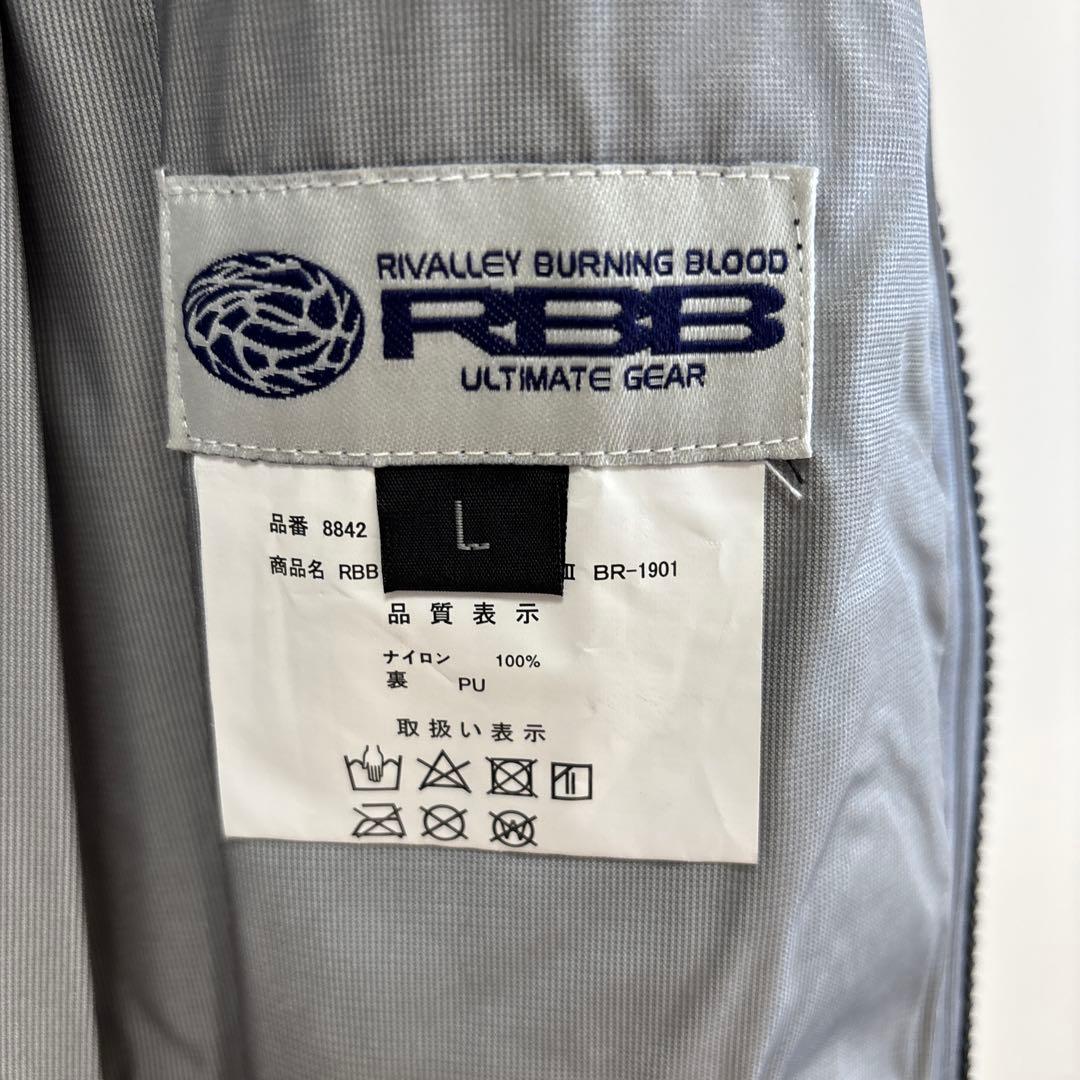 RIVALLEY BURNING BLOOD
RBB
ULTIMATE GEAR
L
品番 8842
商品名 RBB Ⅲ BR-1901
品質表示
ナイロン 100%
裏 PU
取扱い表示
W